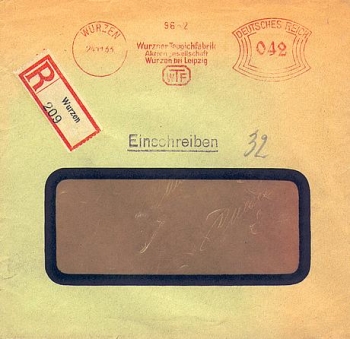 WURZEN
56-2
DEUTSCHES REICH
042
Wurzner Teppichfabrik
Aktiengesellschaft
Wurzen bei Leipzig
WTF
R
Wurzen
209
Einschreiben
32